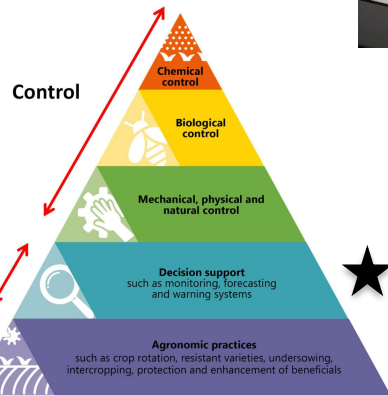 Control
Chemical
control
Biological
control
Mechanical, physical and
natural control
Decision support
such as monitoring, forecasting
and warning systems
Agronomic practices
such as crop rotation, resistant varieties, undersowing,
intercropping, protection and enhancement of beneficials